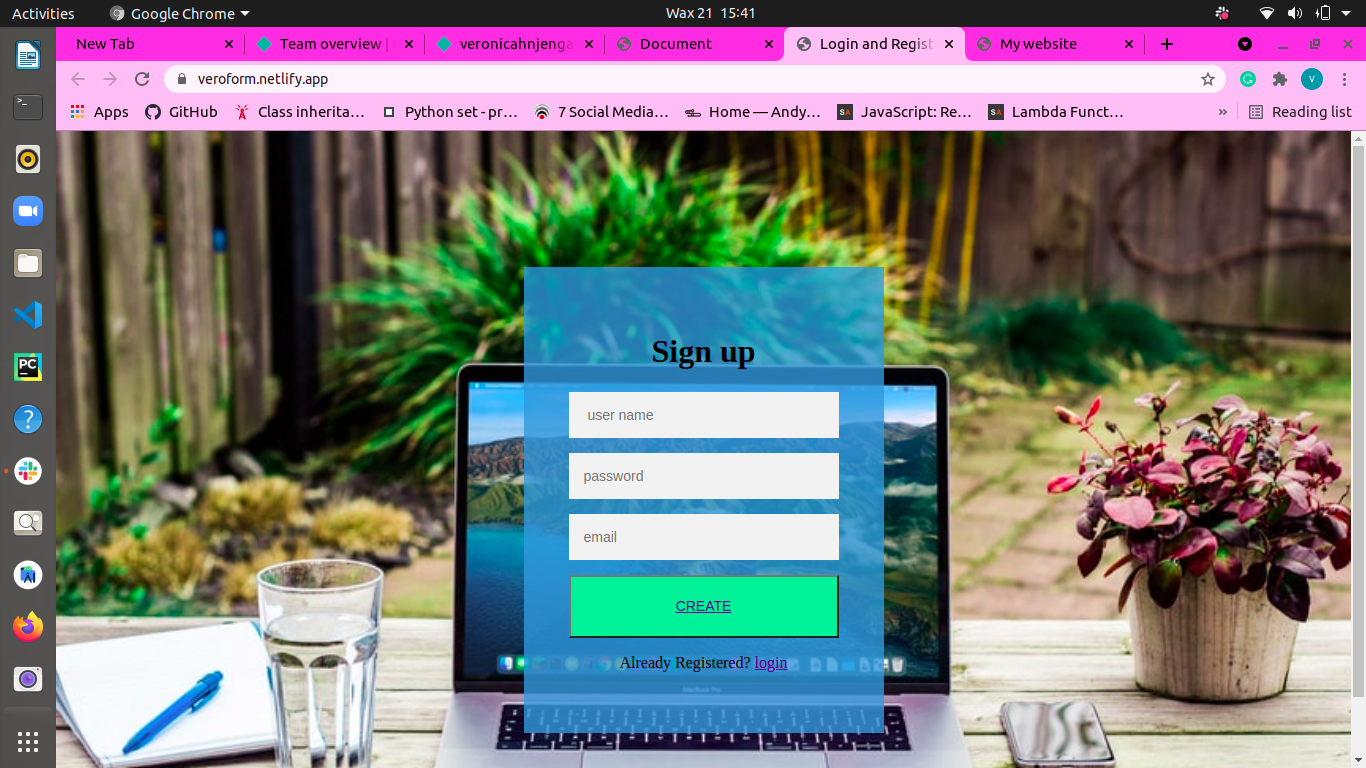 Activities Google Chrome Wax 21 15:41
New Tab Team overview | veronicahnjenga Document Login and Regist My website
veroform.netlify.app V
Apps GitHub Class inherita… Python set - pr… 7 Social Media… Home — Andy… JavaScript: Re… Lambda Funct… » Reading list
Sign up
user name
password
email
CREATE
Already Registered? login
MacBook Pro